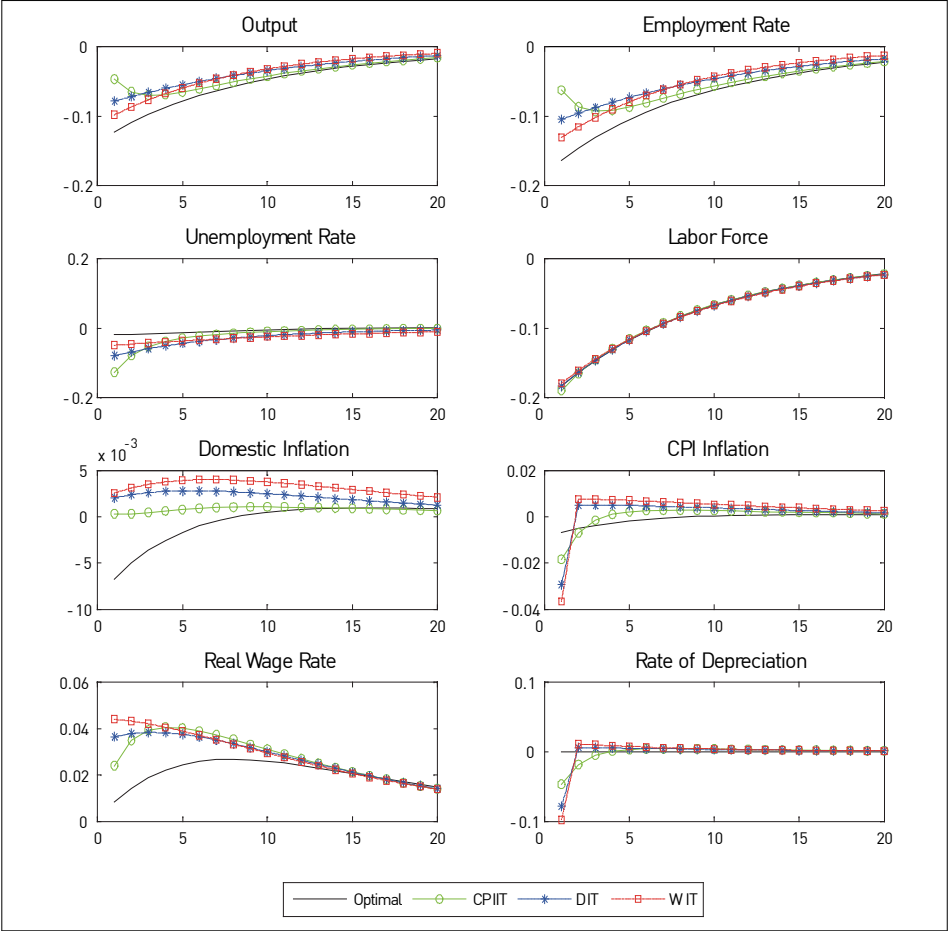 Output
0
-0.1
-0.2
0 5 10 15 20
Employment Rate
0
-0.1
-0.2
0 5 10 15 20
Unemployment Rate
0.2
0
-0.2
0 5 10 15 20
Labor Force
0
-0.1
-0.2
0 5 10 15 20
Domestic Inflation
x 10^-3
5
0
-5
-10
0 5 10 15 20
CPI Inflation
0.02
0
-0.02
-0.04
0 5 10 15 20
Real Wage Rate
0.06
0.04
0.02
0
0 5 10 15 20
Rate of Depreciation
0.1
0
-0.1
0 5 10 15 20
Optimal CPIIT DIT WIT